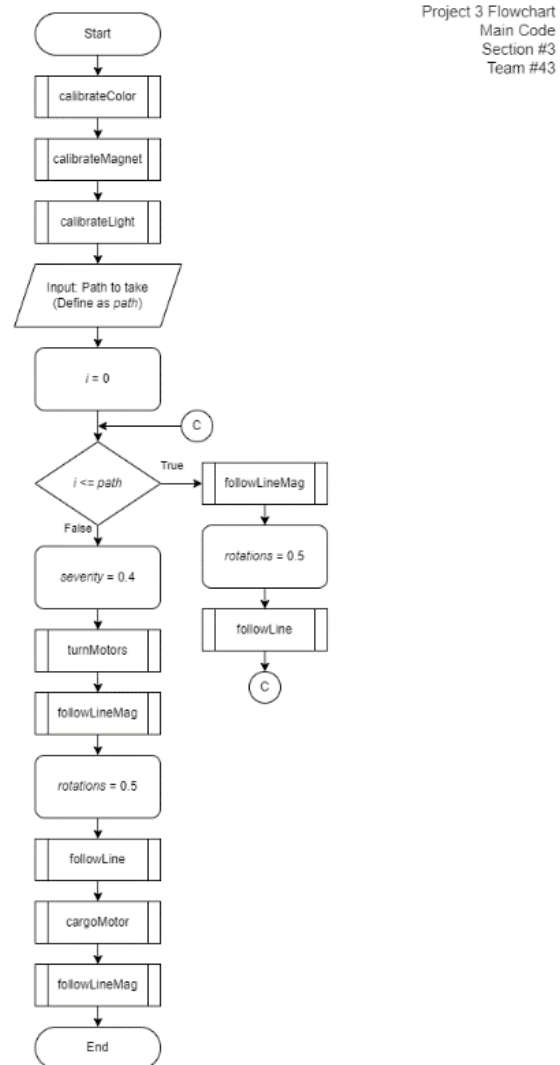 Project 3 Flowchart
Main Code
Section #3
Team #43
Start
calibrateColor
calibrateMagnet
calibrateLight
Input: Path to take
(Define as path)
i = 0
C
i <= path
True
False
followLineMag
rotations = 0.5
followLine
C
severity = 0.4
turnMotors
followLineMag
rotations = 0.5
followLine
cargoMotor
followLineMag
End